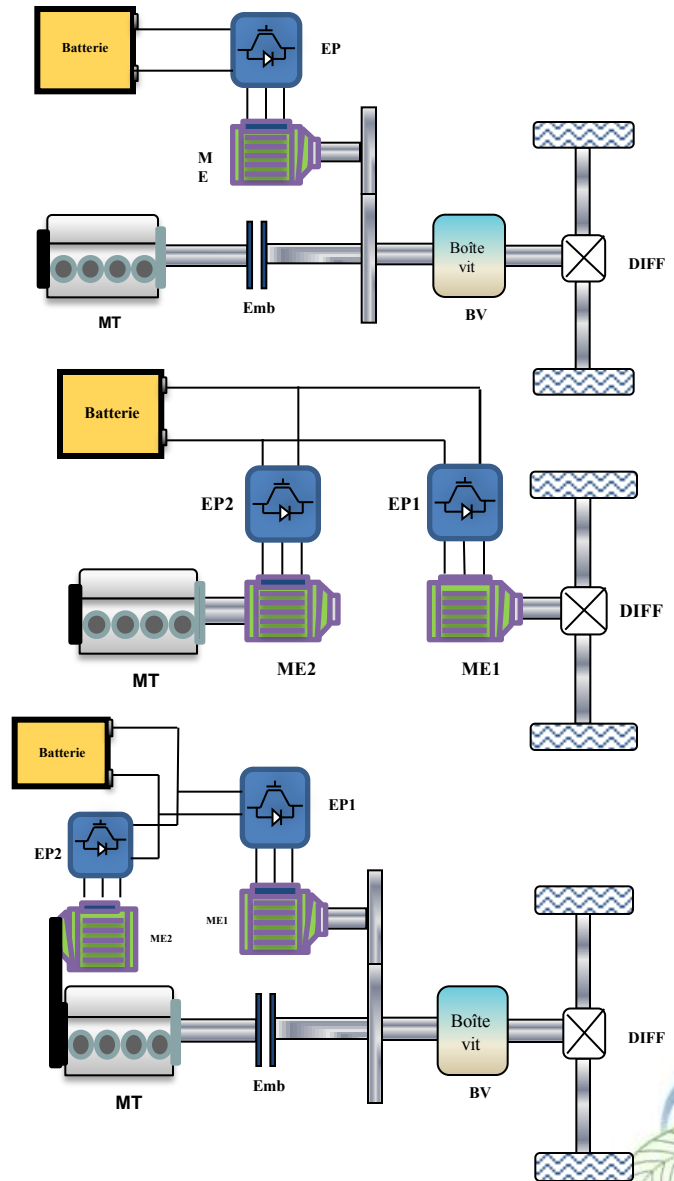 Batterie
EP
M
E
Boîte
vit
DIFF
Emb
BV
MT
Batterie
EP2
EP1
DIFF
ME2
ME1
MT
Batterie
EP1
EP2
ME2
ME1
Boîte
vit
DIFF
Emb
BV
MT